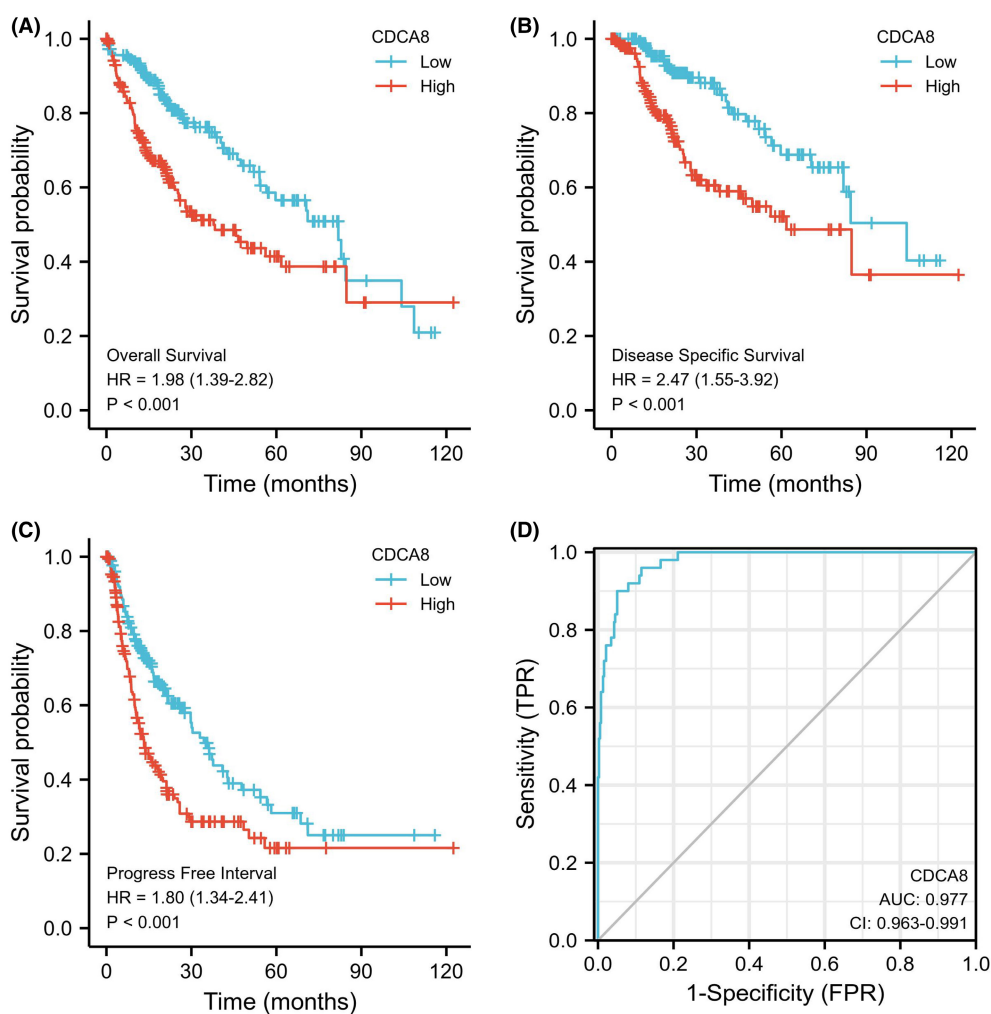 (A)
CDCA8
Low
High
1.0
0.8
0.6
0.4
0.2
0.0
Survival probability
Overall Survival
HR = 1.98 (1.39-2.82)
P < 0.001
0 30 60 90 120
Time (months)
(B)
CDCA8
Low
High
1.0
0.8
0.6
0.4
0.2
0.0
Survival probability
Disease Specific Survival
HR = 2.47 (1.55-3.92)
P < 0.001
0 30 60 90 120
Time (months)
(C)
CDCA8
Low
High
1.0
0.8
0.6
0.4
0.2
0.0
Survival probability
Progress Free Interval
HR = 1.80 (1.34-2.41)
P < 0.001
0 30 60 90 120
Time (months)
(D)
1.0
0.8
0.6
0.4
0.2
0.0
Sensitivity (TPR)
CDCA8
AUC: 0.977
CI: 0.963-0.991
0.0 0.2 0.4 0.6 0.8 1.0
1-Specificity (FPR)